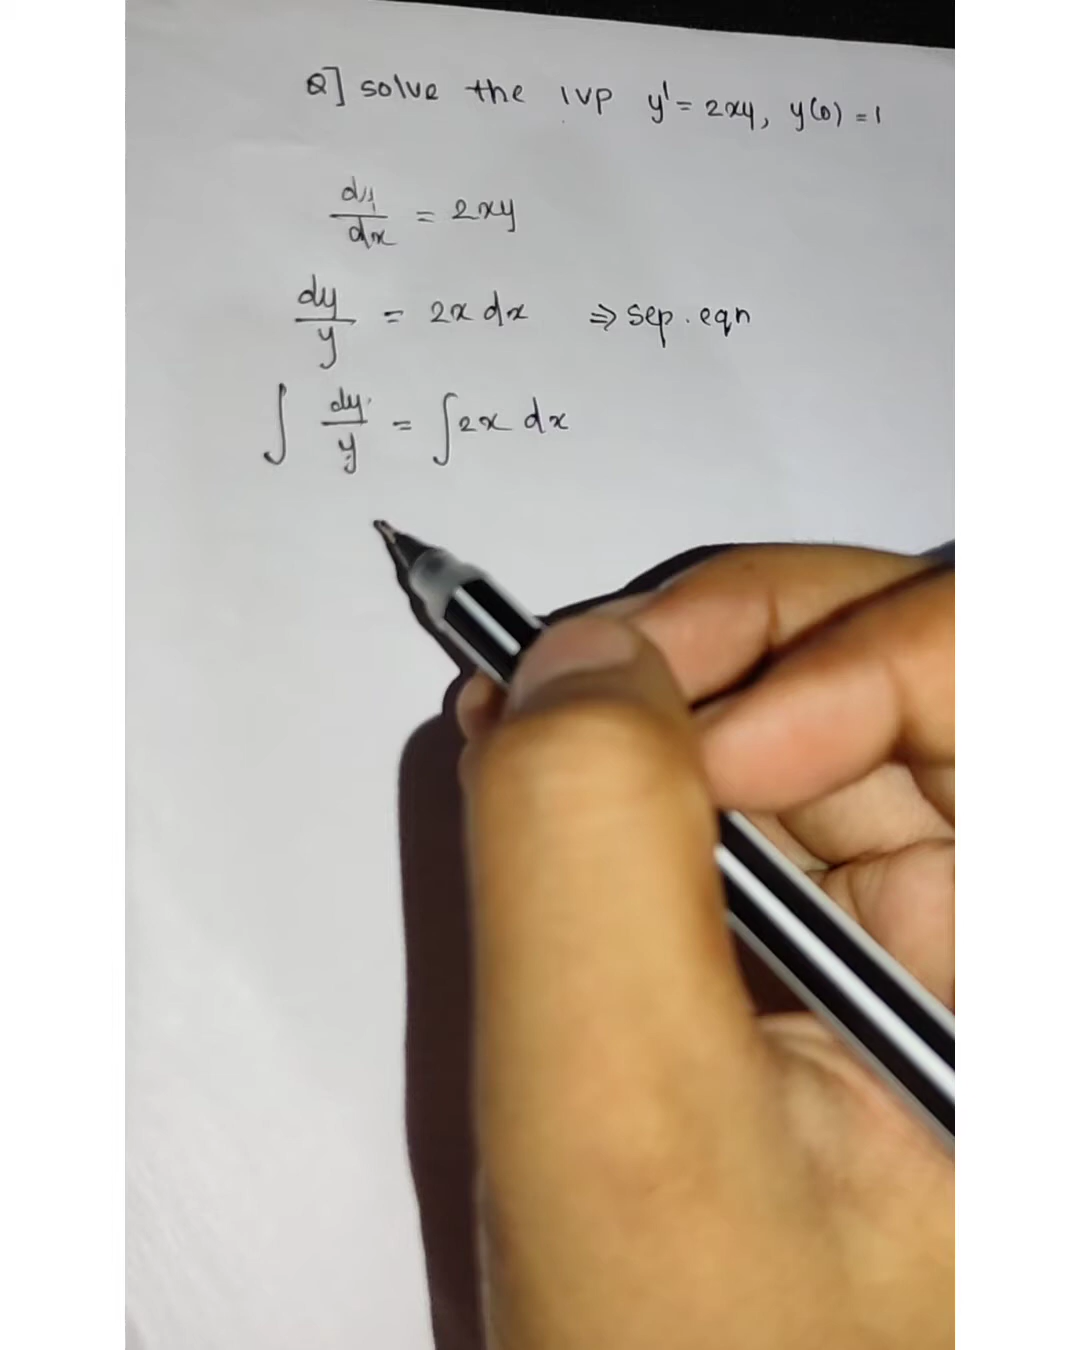 Q] solve the IVP y' = 2xy, y(0) = 1
dy/dx = 2xy
dy/y = 2x dx ⇒ sep. eqn
∫ dy/y = ∫ 2x dx